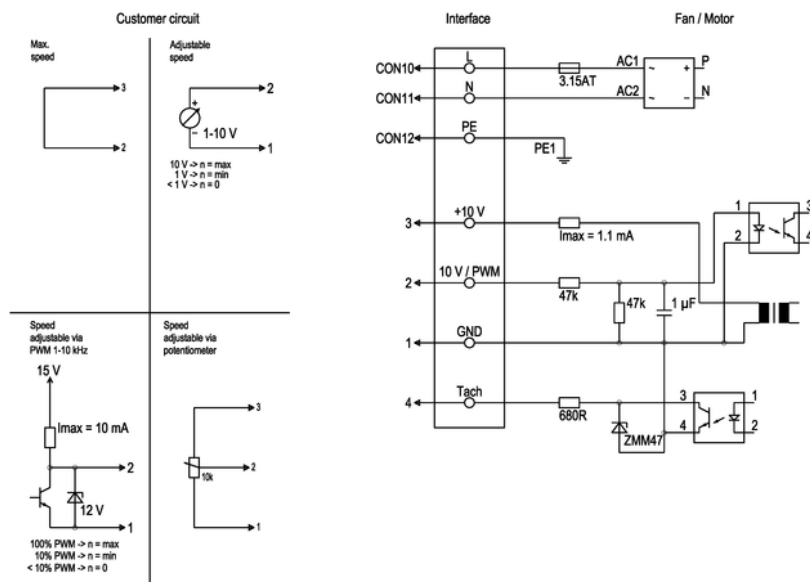 Customer circuit
Interface
Fan / Motor
Max.
speed
3
2
Adjustable
speed
2
+
1-10 V
−
1
10 V -> n = max
1 V -> n = min
< 1 V -> n = 0
Speed
adjustable via
PWM 1-10 kHz
15 V
Imax = 10 mA
2
12 V
1
100% PWM -> n = max
10% PWM -> n = min
< 10% PWM -> n = 0
Speed
adjustable via
potentiometer
3
2
10k
1
CON10
L
3.15AT
AC1
~
+
P
CON11
N
AC2
~
−
N
CON12
PE
PE1
3
+10 V
Imax = 1.1 mA
1
2
3
4
2
10 V / PWM
47k
47k
1 µF
1
GND
4
Tach
680R
ZMM47
3
4
1
2